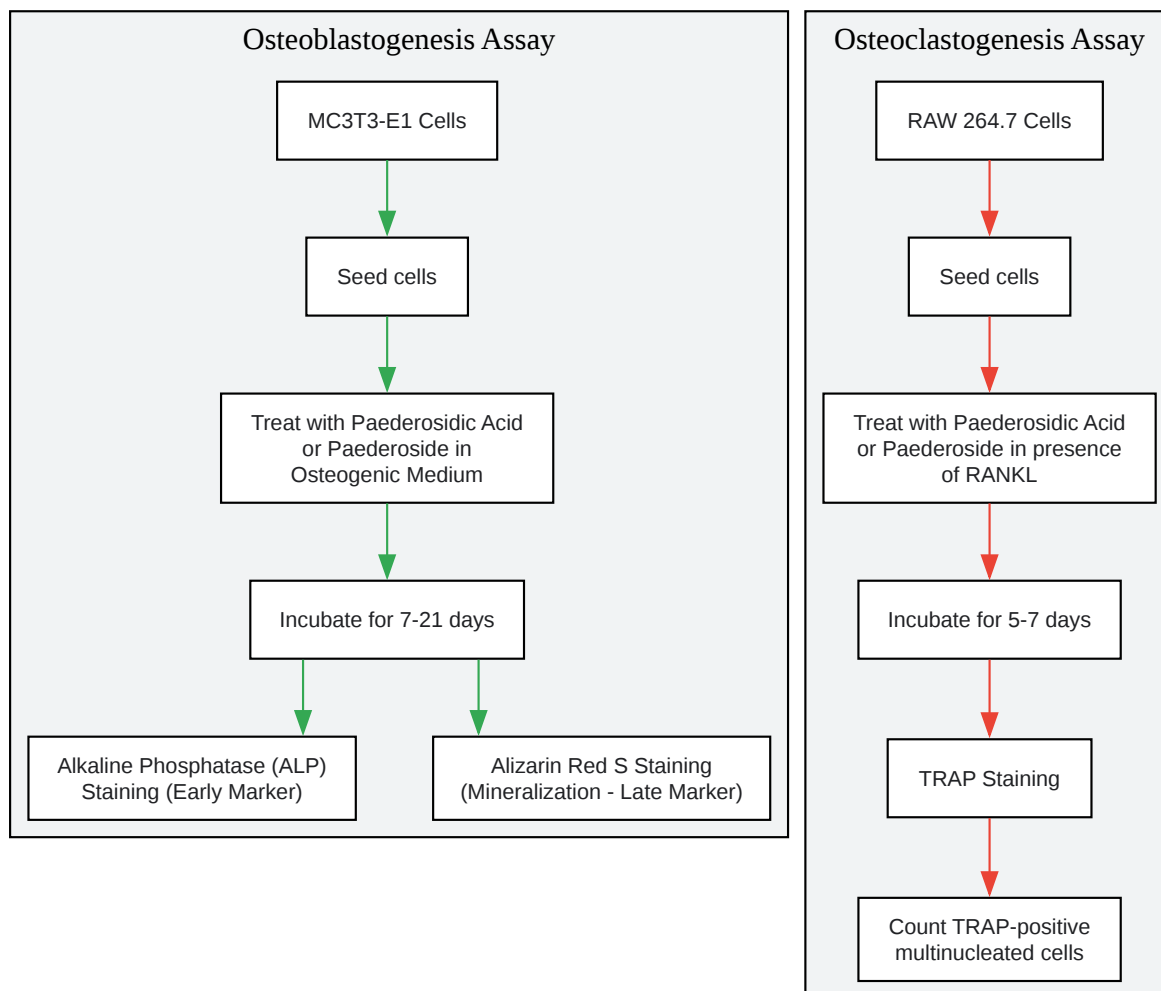 Osteoblastogenesis Assay
MC3T3-E1 Cells
Seed cells
Treat with Paederosidic Acid
or Paederoside in
Osteogenic Medium
Incubate for 7-21 days
Alkaline Phosphatase (ALP)
Staining (Early Marker)
Alizarin Red S Staining
(Mineralization - Late Marker)
Osteoclastogenesis Assay
RAW 264.7 Cells
Seed cells
Treat with Paederosidic Acid
or Paederoside in presence
of RANKL
Incubate for 5-7 days
TRAP Staining
Count TRAP-positive
multinucleated cells